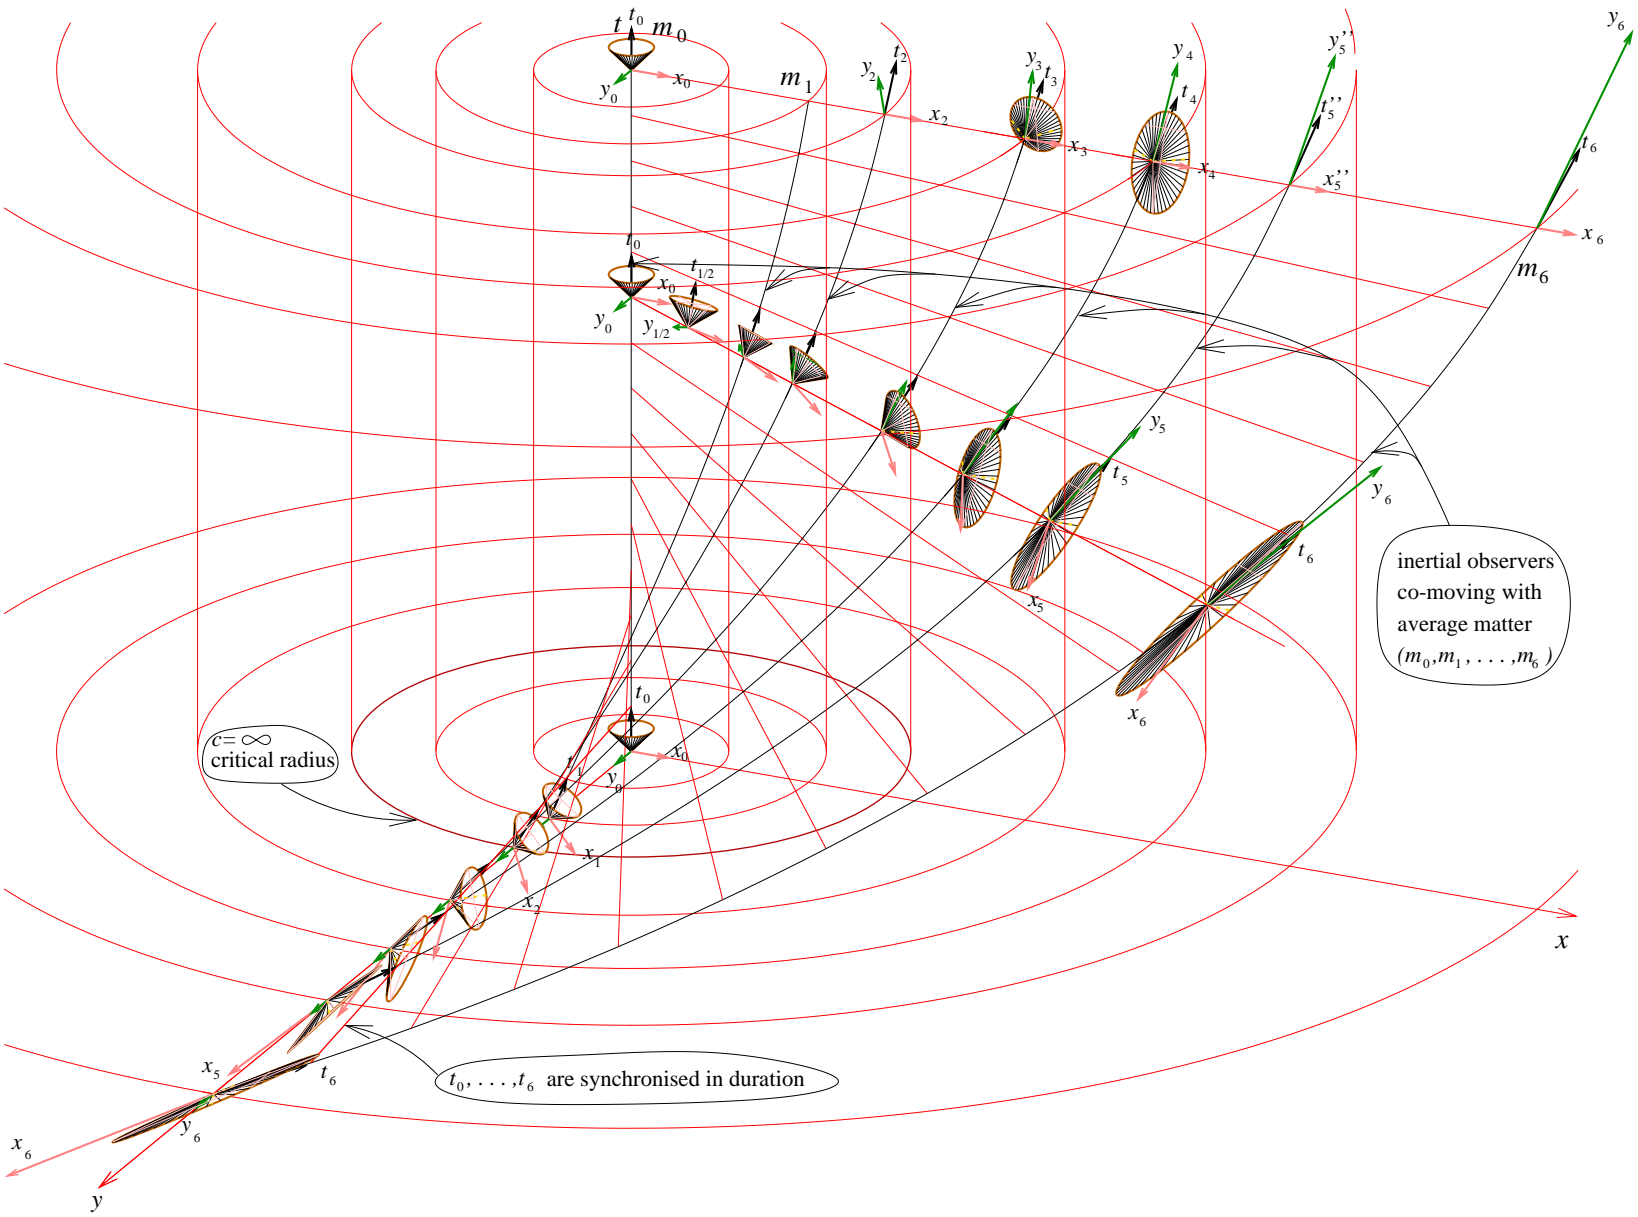 t t₀ m₀
y₀ x₀
m₁
y₂ t₂ x₂
y₃ t₃ x₃
y₄ t₄ x₄
y₅'' t₅'' x₅''
y₆ t₆ x₆
m₆
t₀ x₀ y₀
t₁/₂ y₁/₂
y₅ t₅ x₅
y₆ t₆ x₆
inertial observers
co-moving with
average matter
(m₀,m₁, . . . ,m₆ )
c= ∞
critical radius
t₀ x₀ y₀
t₁ x₁
x₂
x
x₅
t₆
t₀, . . . ,t₆ are synchronised in duration
y₆
x₆
y